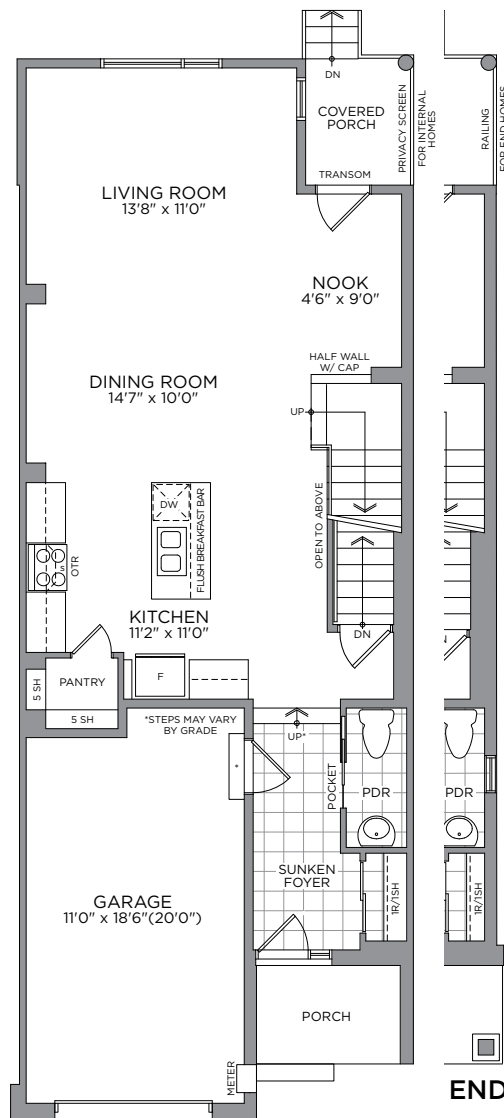 DN
COVERED
PORCH
PRIVACY SCREEN
FOR INTERNAL
HOMES
RAILING
FOR END HOMES
TRANSOM
LIVING ROOM
13'8" x 11'0"
NOOK
4'6" x 9'0"
HALF WALL
W/ CAP
DINING ROOM
14'7" x 10'0"
UP
OPEN TO ABOVE
DW
FLUSH BREAKFAST BAR
S
OTR
KITCHEN
11'2" x 11'0"
DN
PANTRY
F
5 SH
5 SH
*STEPS MAY VARY
BY GRADE
UP*
*
POCKET
PDR
PDR
SUNKEN
FOYER
1R/1SH
1R/1SH
GARAGE
11'0" x 18'6"(20'0")
PORCH
METER
END